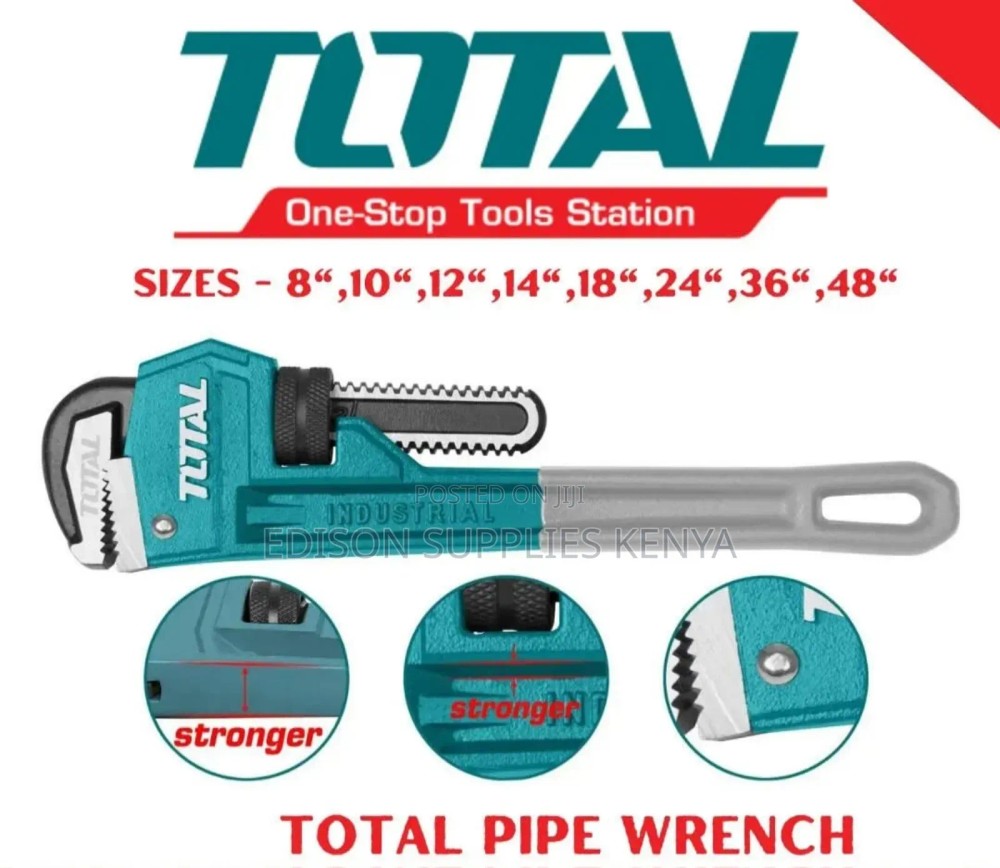 TOTAL
One-Stop Tools Station
SIZES - 8“,10“,12“,14“,18“,24“,36“,48“
TOTAL
TOTAL
INDUSTRIAL
POSTED ON JIJI
EDISON SUPPLIES KENYA
stronger
stronger
IND
TOTAL PIPE WRENCH